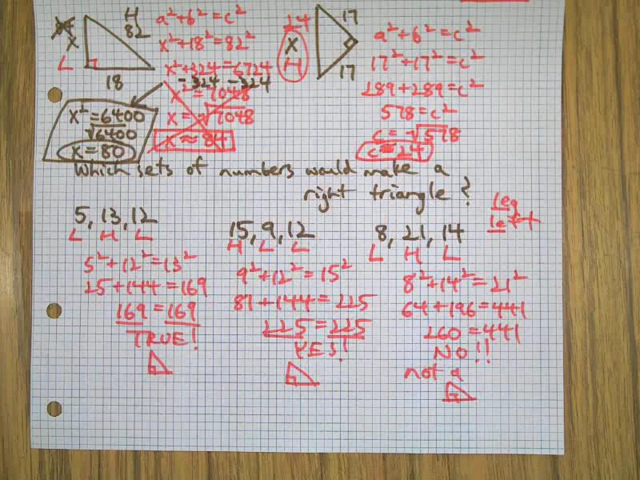 H
82
X
L
18
a²+b²=c²
x²+18²=82²
x²+324=6724
-324 -324
x²=7048
x=√7048
x≈84
x²=6400
√6400
x=80
24
X
H
17
17
a²+b²=c²
17²+17²=c²
289+289=c²
578=c²
c=√578
c≈24
Which sets of numbers would make a
right triangle?
leg
left
5, 13, 12
L H L
5²+12²=13²
25+144=169
169=169
TRUE!
15, 9, 12
H L L
9²+12²=15²
81+144=225
225=225
YES!
8, 21, 14
L H L
8²+14²=21²
64+196=441
260=441
NO!!
not a